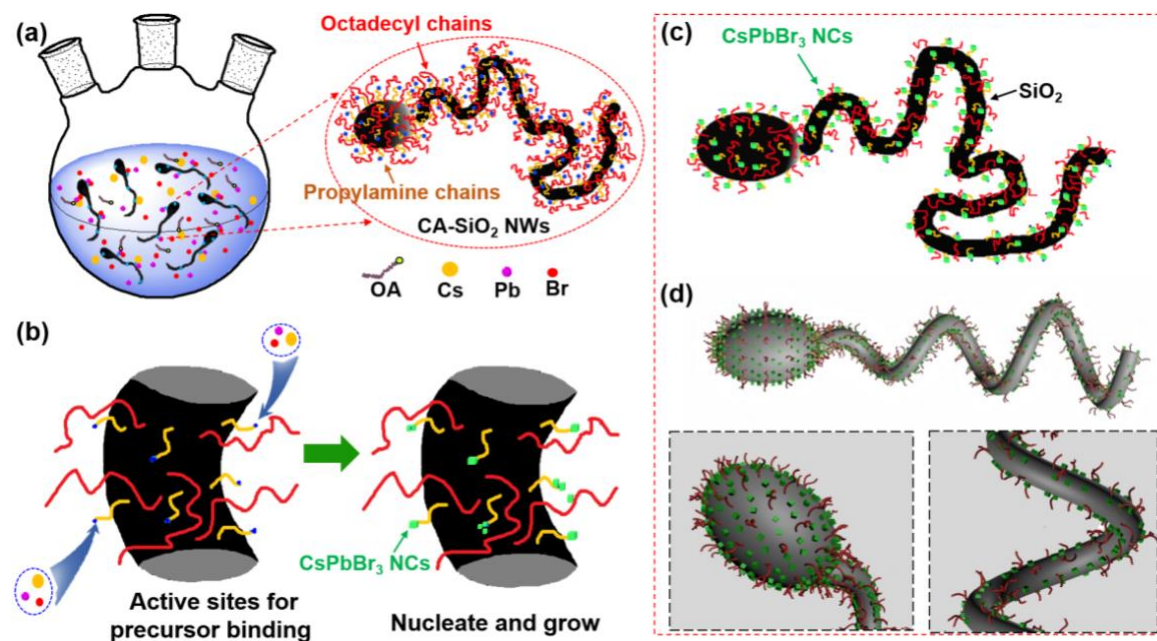 (a)
Octadecyl chains
Propylamine chains
CA-SiO₂ NWs
OA
Cs
Pb
Br
(b)
CsPbBr₃ NCs
Active sites for
precursor binding
Nucleate and grow
(c)
CsPbBr₃ NCs
SiO₂
(d)